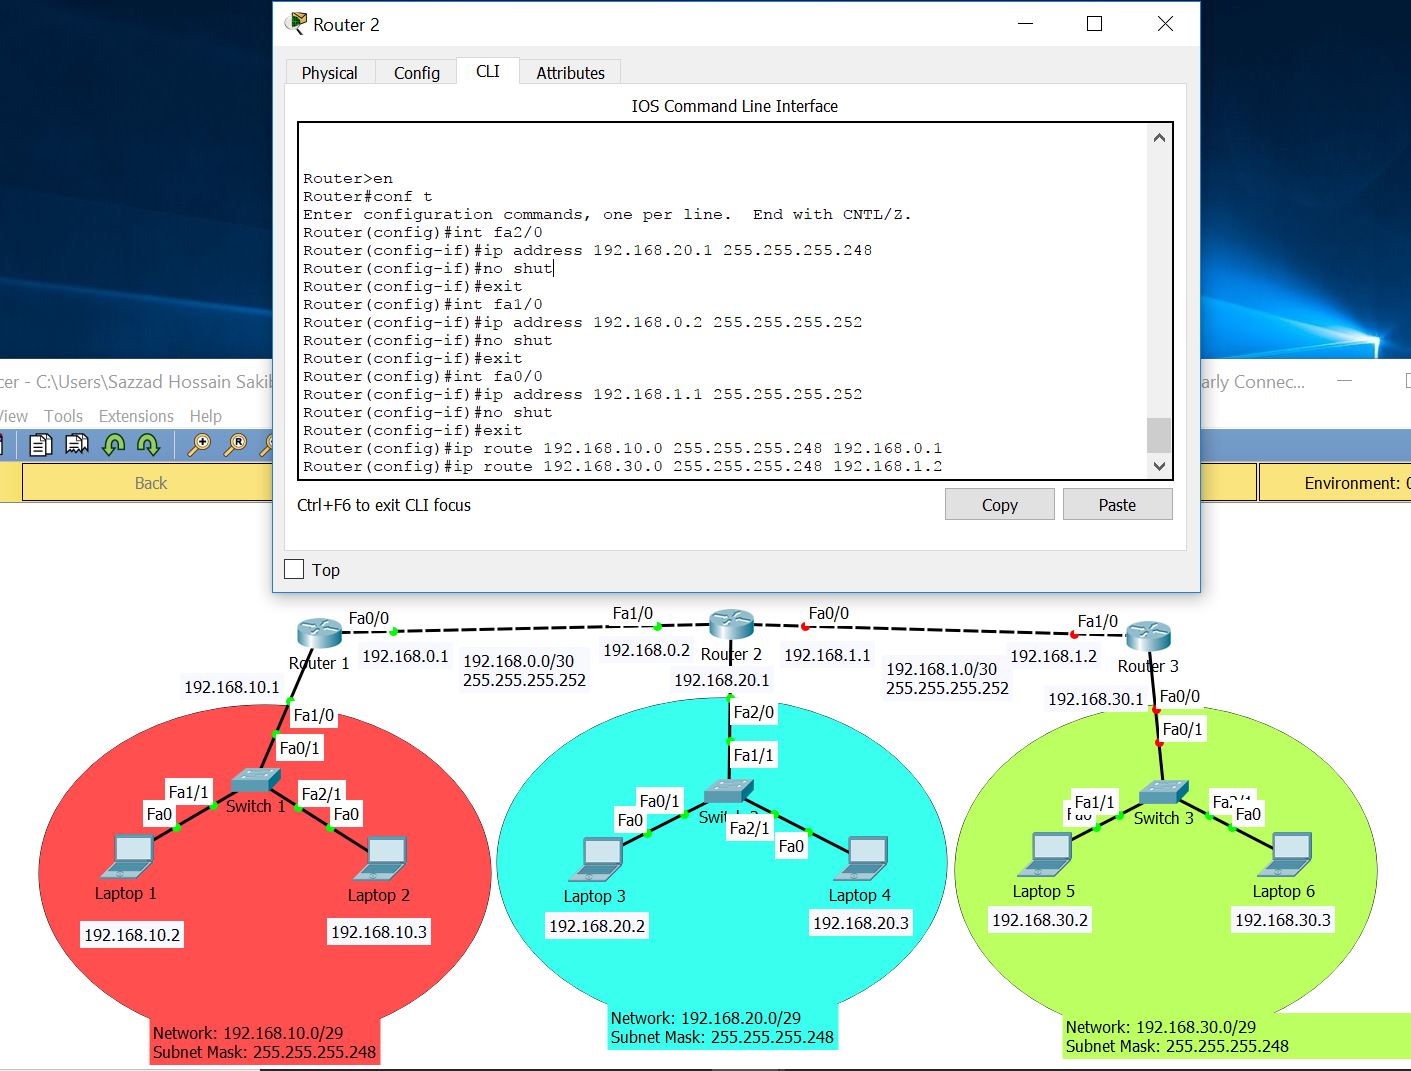 Router 2
Physical
Config
CLI
Attributes
IOS Command Line Interface
Router>en
Router#conf t
Enter configuration commands, one per line.  End with CNTL/Z.
Router(config)#int fa2/0
Router(config-if)#ip address 192.168.20.1 255.255.255.248
Router(config-if)#no shut
Router(config-if)#exit
Router(config)#int fa1/0
Router(config-if)#ip address 192.168.0.2 255.255.255.252
Router(config-if)#no shut
Router(config-if)#exit
Router(config)#int fa0/0
Router(config-if)#ip address 192.168.1.1 255.255.255.252
Router(config-if)#no shut
Router(config-if)#exit
Router(config)#ip route 192.168.10.0 255.255.255.248 192.168.0.1
Router(config)#ip route 192.168.30.0 255.255.255.248 192.168.1.2
Ctrl+F6 to exit CLI focus
Copy
Paste
Top
cer - C:\Users\Sazzad Hossain Sakib
arly Connec...
View Tools Extensions Help
Back
Environment:
Fa0/0
Fa1/0
Fa0/0
Fa1/0
Router 1
192.168.0.1
192.168.0.0/30
255.255.255.252
192.168.0.2
Router 2
192.168.1.1
192.168.1.0/30
255.255.255.252
192.168.1.2
Router 3
192.168.10.1
192.168.20.1
192.168.30.1
Fa0/0
Fa1/0
Fa2/0
Fa0/1
Fa0/1
Fa1/1
Fa1/1
Fa2/1
Switch 1
Fa0
Fa0
Fa0/1
Fa0
Fa2/1
Fa0
Fa1/1
Fa0
Switch 3
Laptop 1
Laptop 2
Laptop 3
Laptop 4
Laptop 5
Laptop 6
192.168.10.2
192.168.10.3
192.168.20.2
192.168.20.3
192.168.30.2
192.168.30.3
Network: 192.168.10.0/29
Subnet Mask: 255.255.255.248
Network: 192.168.20.0/29
Subnet Mask: 255.255.255.248
Network: 192.168.30.0/29
Subnet Mask: 255.255.255.248